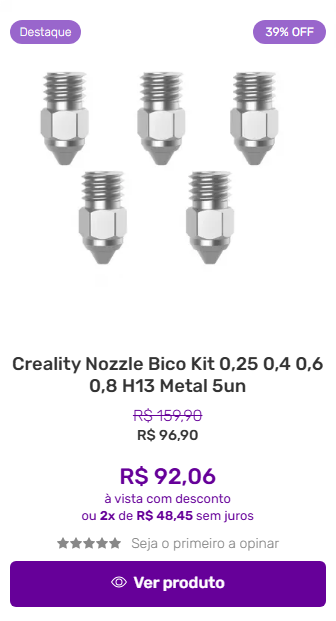 Destaque
39% OFF
Creality Nozzle Bico Kit 0,25 0,4 0,6
0,8 H13 Metal 5un
R$ 159,90
R$ 96,90
R$ 92,06
à vista com desconto
ou 2x de R$ 48,45 sem juros
Seja o primeiro a opinar
Ver produto